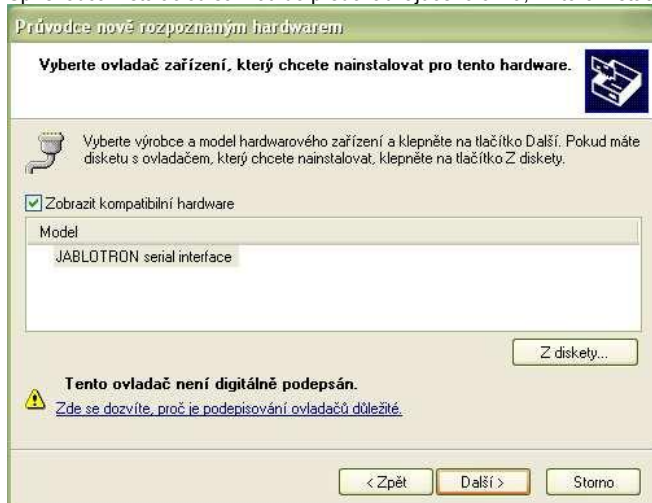 Průvodce nově rozpoznaným hardwarem
Vyberte ovladač zařízení, který chcete nainstalovat pro tento hardware.
Vyberte výrobce a model hardwarového zařízení a klepněte na tlačítko Další. Pokud máte
disketu s ovladačem, který chcete nainstalovat, klepněte na tlačítko Z diskety.
Zobrazit kompatibilní hardware
Model
JABLOTRON serial interface
Z diskety...
Tento ovladač není digitálně podepsán.
Zde se dozvíte, proč je podepisování ovladačů důležité.
< Zpět Další > Storno